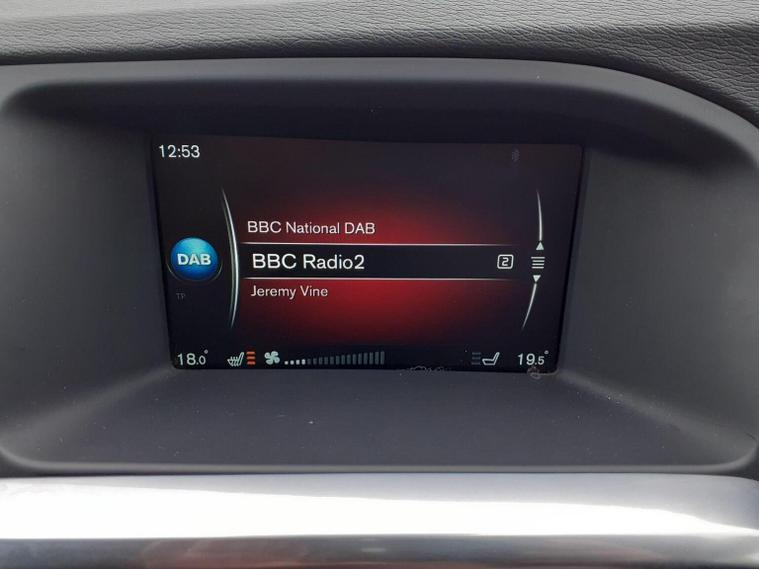 12:53
BBC National DAB
DAB
BBC Radio2
2
Jeremy Vine
TP
18.0°
19.5°